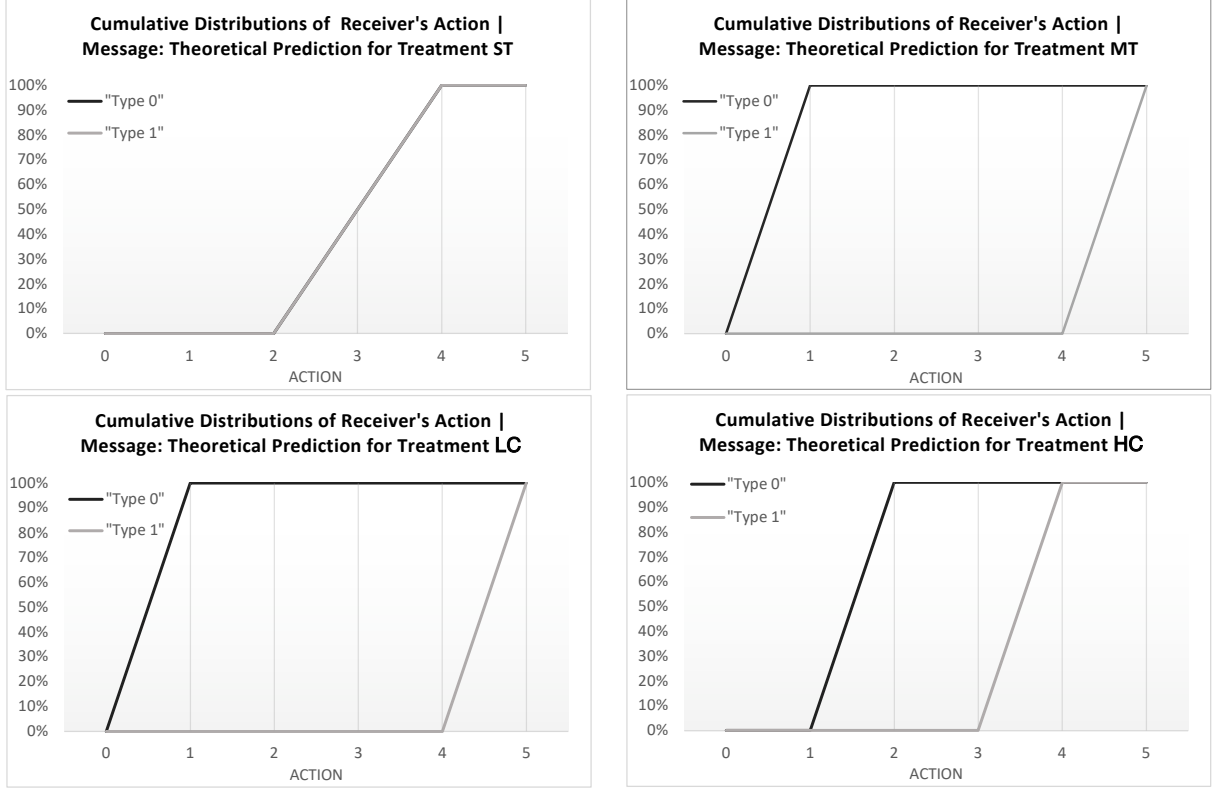 Cumulative Distributions of Receiver's Action |
Message: Theoretical Prediction for Treatment ST
100%
90%
80%
70%
60%
50%
40%
30%
20%
10%
0%
"Type 0"
"Type 1"
0 1 2 3 4 5
ACTION
Cumulative Distributions of Receiver's Action |
Message: Theoretical Prediction for Treatment MT
100%
90%
80%
70%
60%
50%
40%
30%
20%
10%
0%
"Type 0"
"Type 1"
0 1 2 3 4 5
ACTION
Cumulative Distributions of Receiver's Action |
Message: Theoretical Prediction for Treatment LC
100%
90%
80%
70%
60%
50%
40%
30%
20%
10%
0%
"Type 0"
"Type 1"
0 1 2 3 4 5
ACTION
Cumulative Distributions of Receiver's Action |
Message: Theoretical Prediction for Treatment HC
100%
90%
80%
70%
60%
50%
40%
30%
20%
10%
0%
"Type 0"
"Type 1"
0 1 2 3 4 5
ACTION